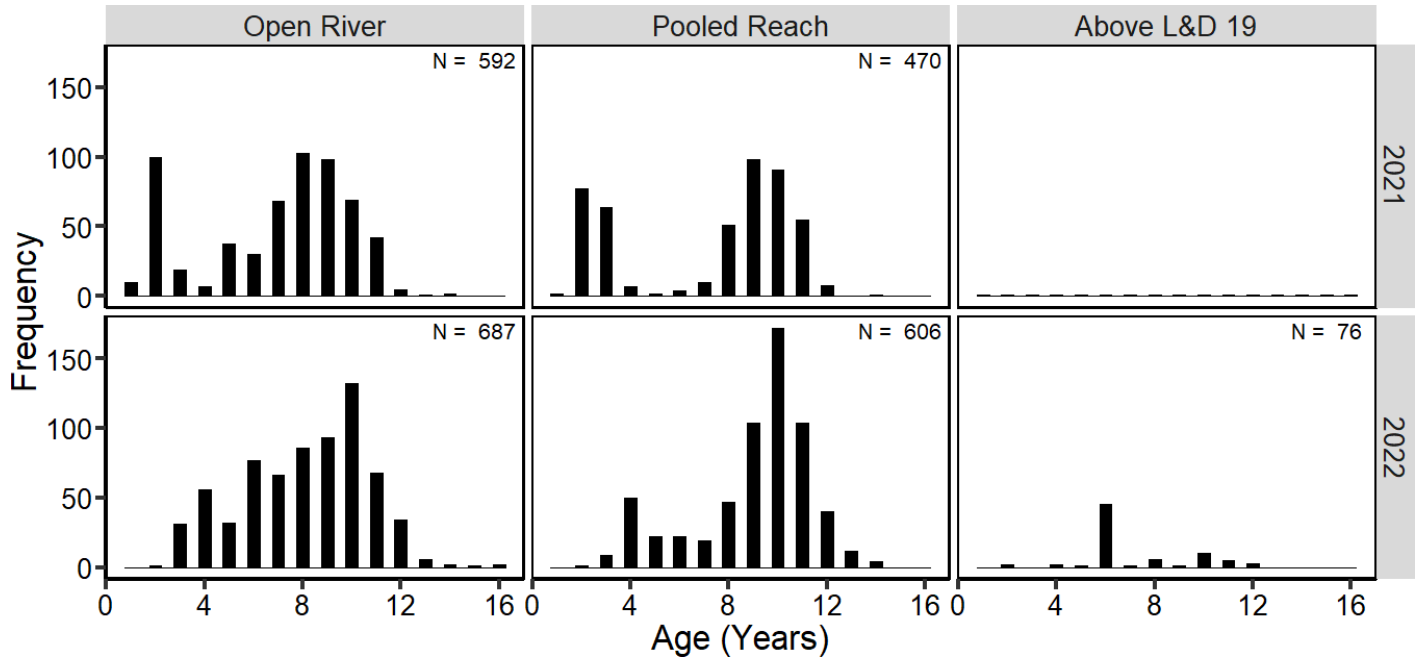 Open River
Pooled Reach
Above L&D 19
N = 592
N = 470
150
100
50
0
2021
Frequency
N = 687
N = 606
N = 76
150
100
50
0
2022
0 4 8 12 16
0 4 8 12 16
0 4 8 12 16
Age (Years)